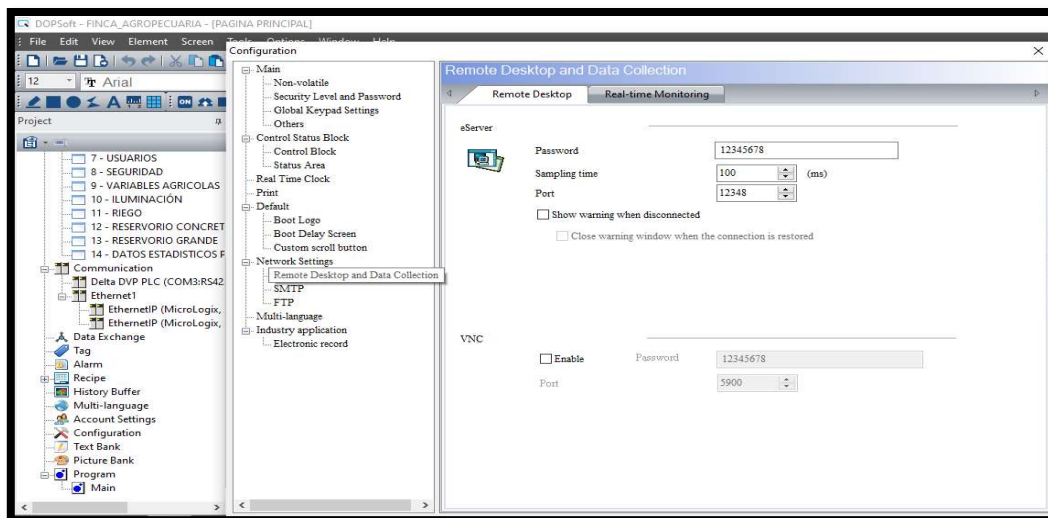 DOPSoft - FINCA_AGROPECUARIA - [PAGINA PRINCIPAL]
File Edit View Element Screen Tools Options Window Help
12 Arial
Project
7 - USUARIOS
8 - SEGURIDAD
9 - VARIABLES AGRICOLAS
10 - ILUMINACIÓN
11 - RIEGO
12 - RESERVORIO CONCRET
13 - RESERVORIO GRANDE
14 - DATOS ESTADISTICOS F
Communication
Delta DVP PLC (COM3:RS42
Ethernet1
EthernetIP (MicroLogix,
EthernetIP (MicroLogix,
Data Exchange
Tag
Alarm
Recipe
History Buffer
Multi-language
Account Settings
Configuration
Text Bank
Picture Bank
Program
Main
Configuration
Main
Non-volatile
Security Level and Password
Global Keypad Settings
Others
Control Status Block
Control Block
Status Area
Real Time Clock
Print
Default
Boot Logo
Boot Delay Screen
Custom scroll button
Network Settings
Remote Desktop and Data Collection
SMTP
FTP
Multi-language
Industry application
Electronic record
Remote Desktop and Data Collection
Remote Desktop Real-time Monitoring
eServer
Password 12345678
Sampling time 100 (ms)
Port 12348
Show warning when disconnected
Close warning window when the connection is restored
VNC
Enable Password 12345678
Port 5900